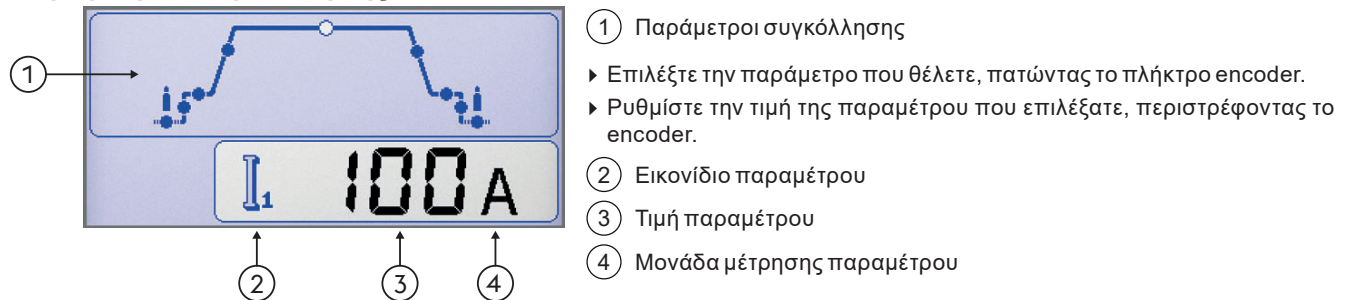 1 Παράμετροι συγκόλλησης
Επιλέξτε την παράμετρο που θέλετε, πατώντας το πλήκτρο encoder.
Ρυθμίστε την τιμή της παραμέτρου που επιλέξατε, περιστρέφοντας το
encoder.
2 Εικονίδιο παραμέτρου
3 Τιμή παραμέτρου
4 Μονάδα μέτρησης παραμέτρου
1
I1 100 A
2 3 4